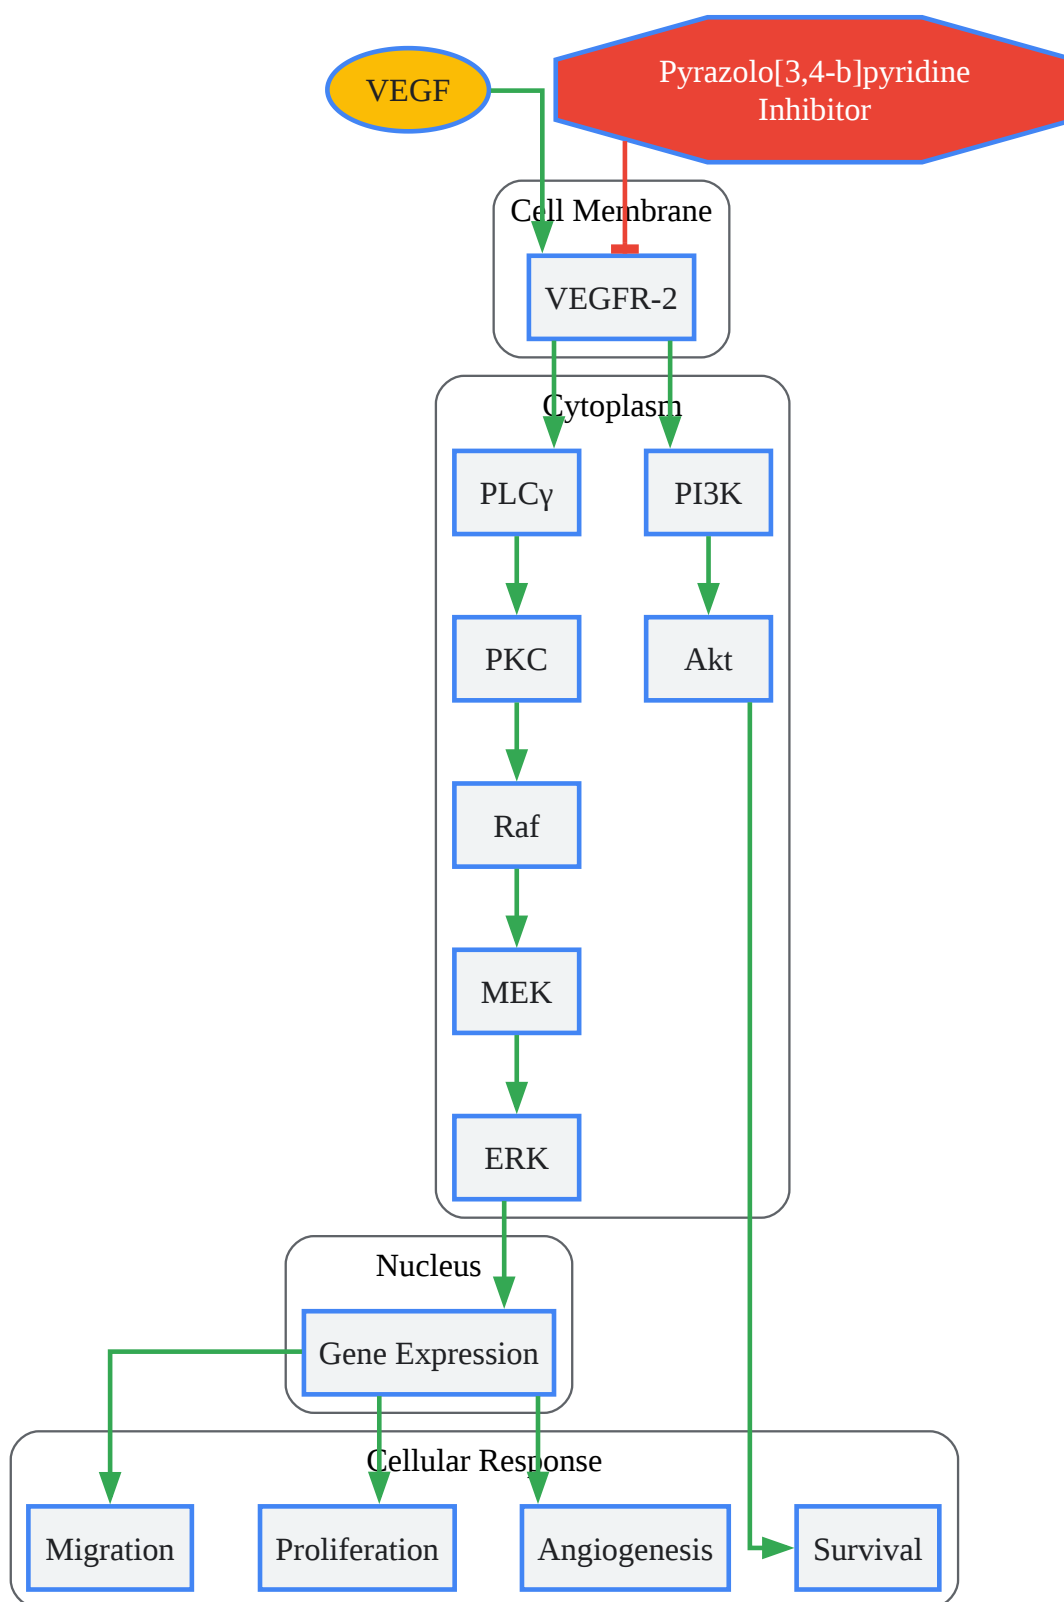 VEGF
Pyrazolo[3,4-b]pyridine
Inhibitor
Cell Membrane
VEGFR-2
Cytoplasm
PLCγ
PI3K
PKC
Akt
Raf
MEK
ERK
Nucleus
Gene Expression
Cellular Response
Migration
Proliferation
Angiogenesis
Survival